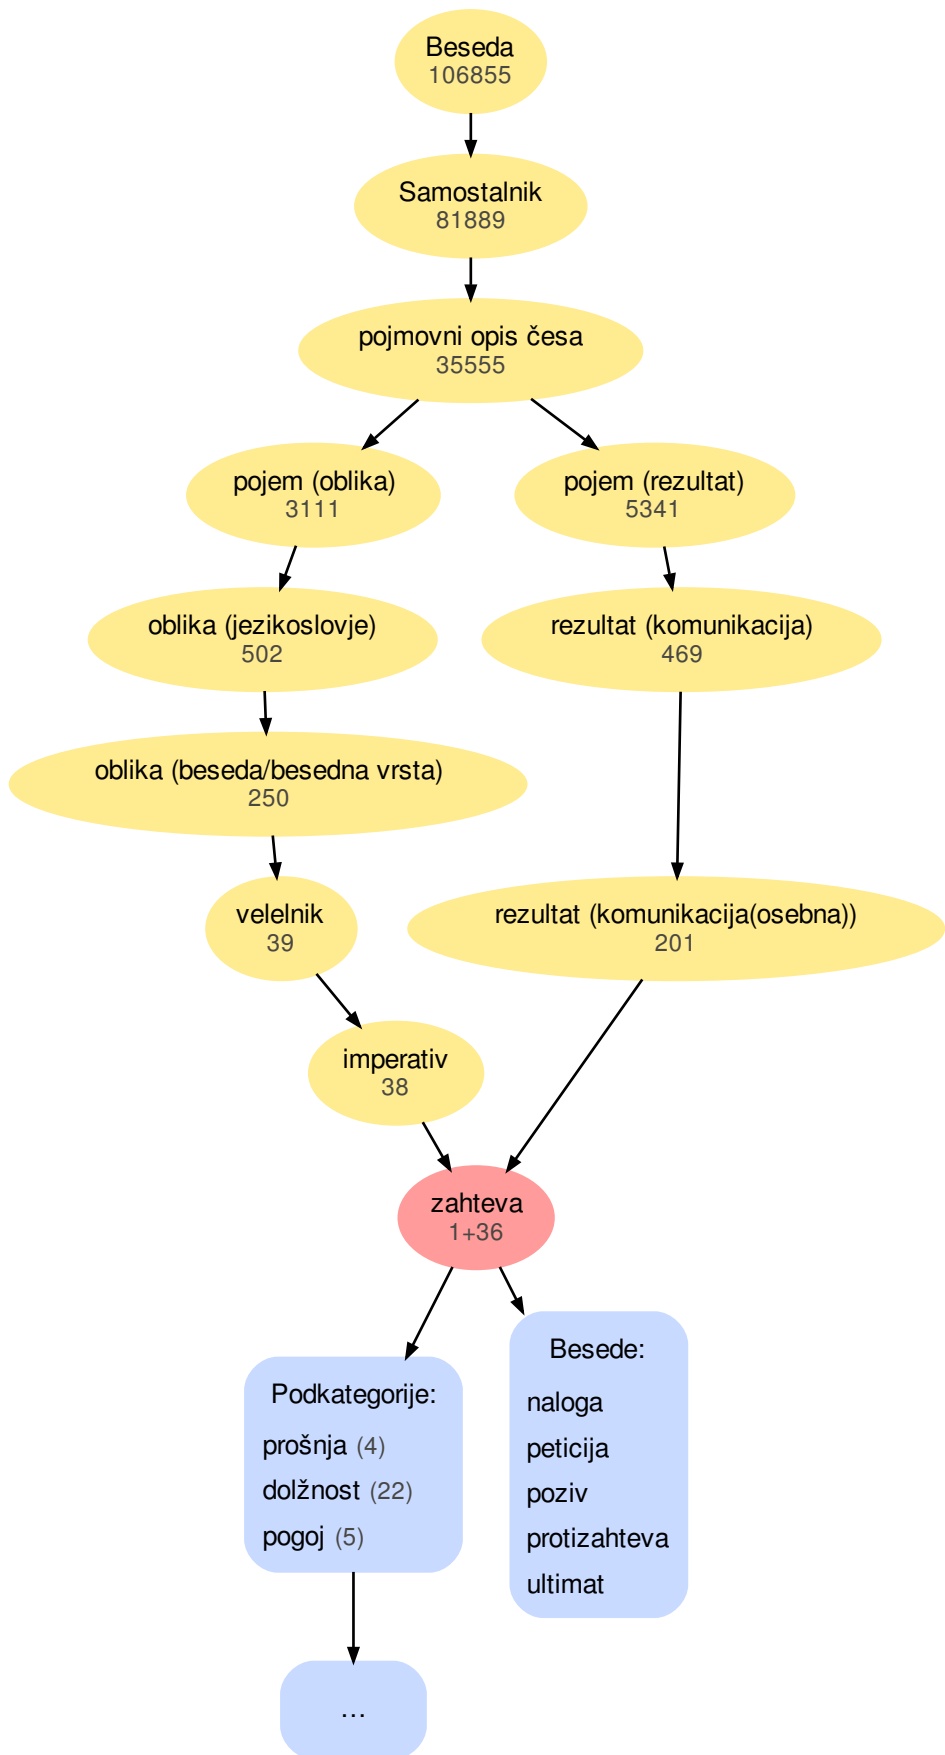 Beseda
106855
Samostalnik
81889
pojmovni opis česa
35555
pojem (oblika)
3111
pojem (rezultat)
5341
oblika (jezikoslovje)
502
rezultat (komunikacija)
469
oblika (beseda/besedna vrsta)
250
velelnik
39
rezultat (komunikacija(osebna))
201
imperativ
38
zahteva
1+36
Podkategorije:
prošnja (4)
dolžnost (22)
pogoj (5)
Besede:
naloga
peticija
poziv
protizahteva
ultimat
...